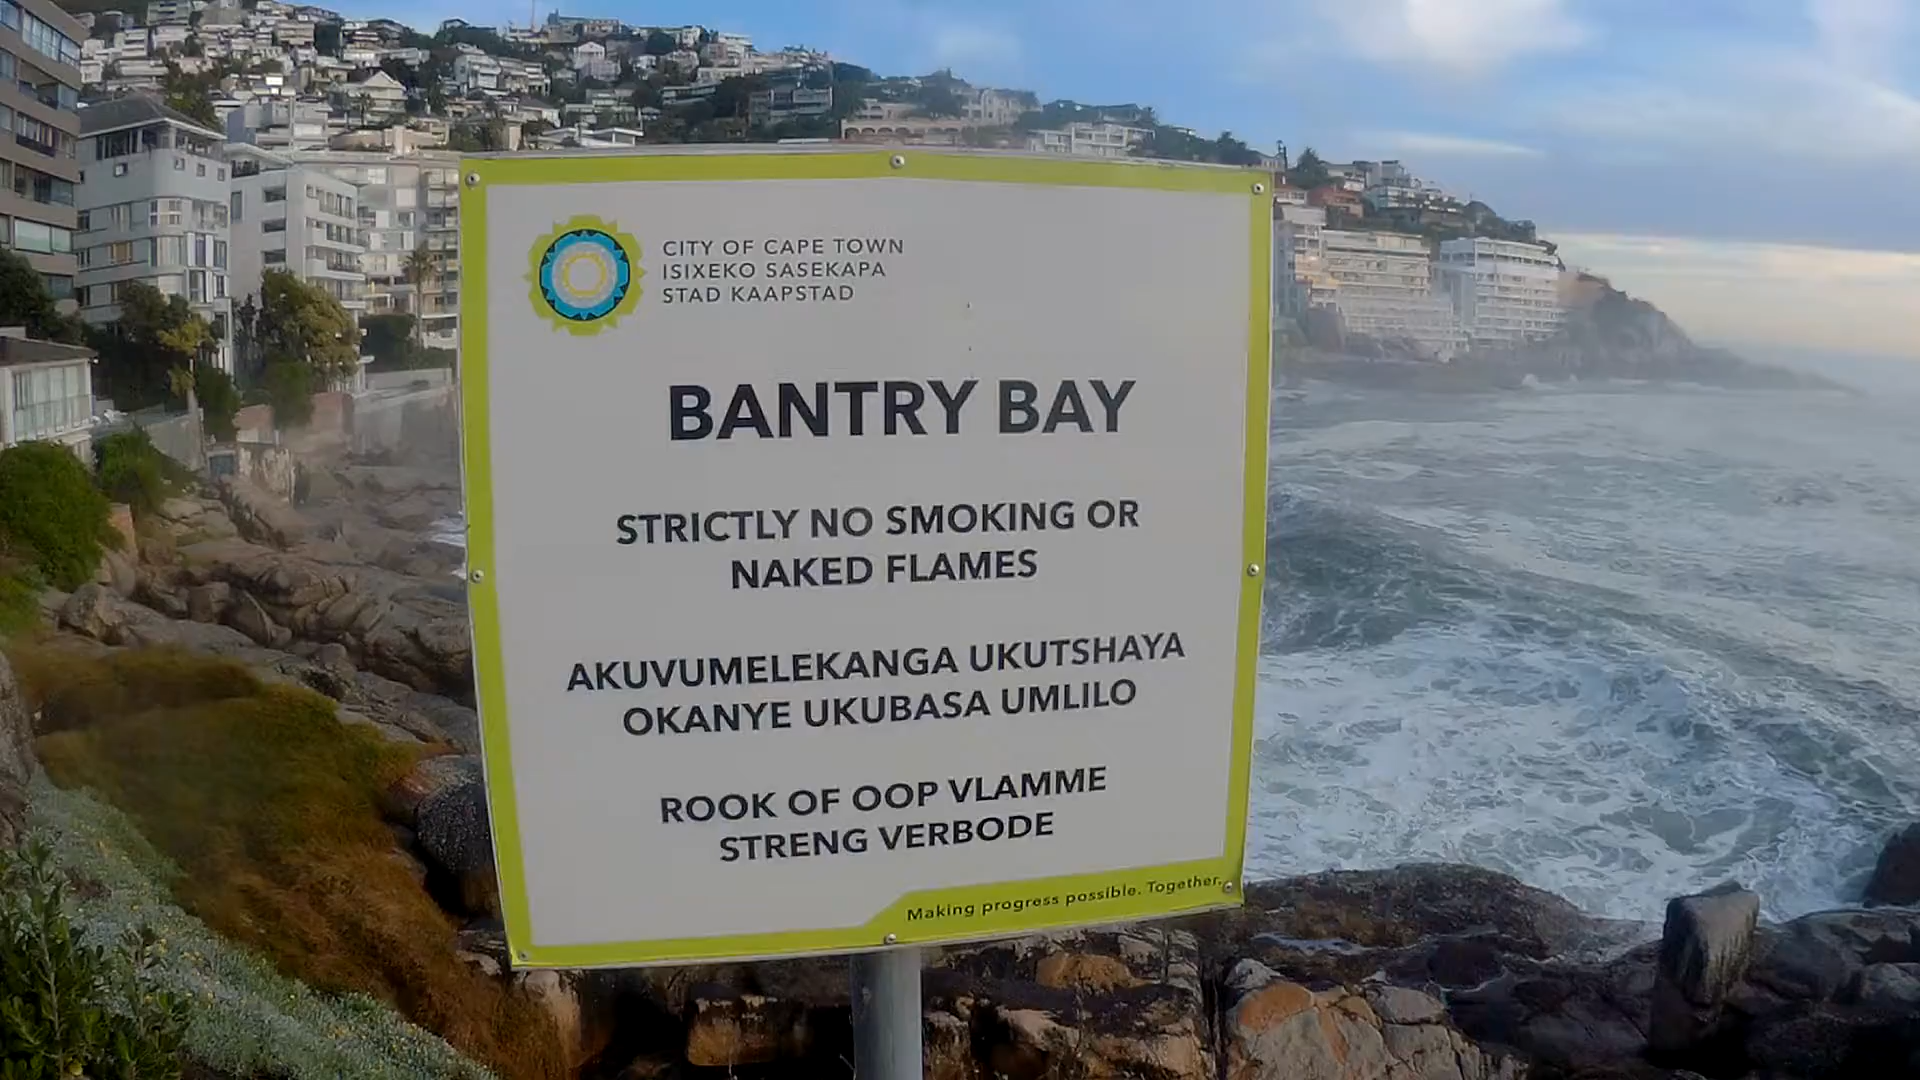 CITY OF CAPE TOWN
ISIXEKO SASEKAPA
STAD KAAPSTAD
BANTRY BAY
STRICTLY NO SMOKING OR
NAKED FLAMES
AKUVUMELEKANGA UKUTSHAYA
OKANYE UKUBASA UMLILO
ROOK OF OOP VLAMME
STRENG VERBODE
Making progress possible. Together.